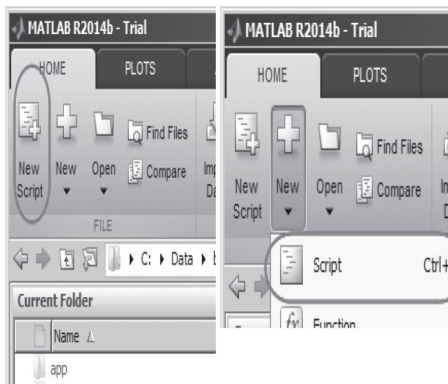 MATLAB R2014b - Trial
HOME PLOTS
Find Files
New Script
New
Open
Compare
FILE
C: Data
Current Folder
Name
app
MATLAB R2014b - Trial
HOME PLOTS
Find Files
New Script
New
Open
Compare
Script Ctrl+
fx Function